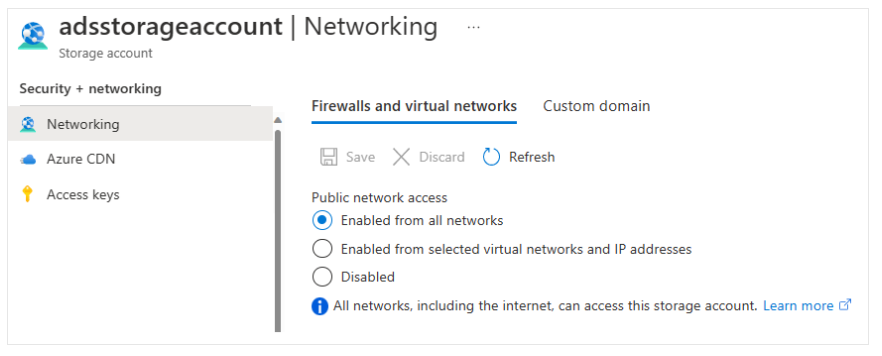 adsstorageaccount | Networking ...
Storage account
Security + networking
Networking
Azure CDN
Access keys
Firewalls and virtual networks Custom domain
Save Discard Refresh
Public network access
Enabled from all networks
Enabled from selected virtual networks and IP addresses
Disabled
All networks, including the internet, can access this storage account. Learn more